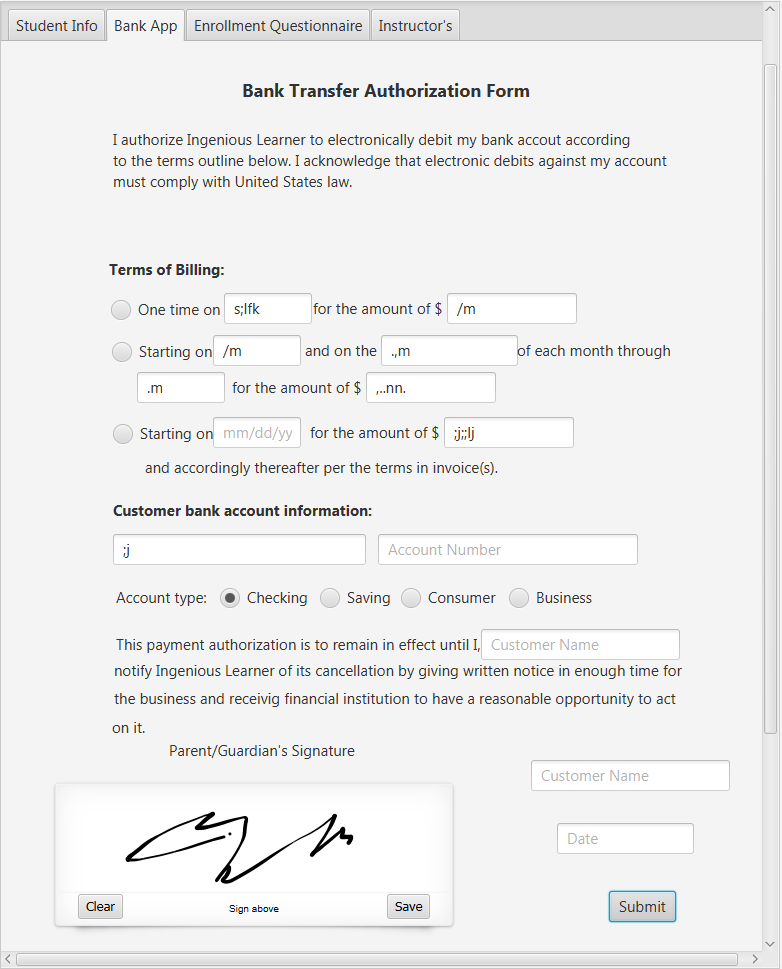 Student Info Bank App Enrollment Questionnaire Instructor's
Bank Transfer Authorization Form
I authorize Ingenious Learner to electronically debit my bank accout according
to the terms outline below. I acknowledge that electronic debits against my account
must comply with United States law.
Terms of Billing:
One time on s;lfk for the amount of $ /m
Starting on /m and on the .,m of each month through
.m for the amount of $ ,..nn.
Starting on mm/dd/yy for the amount of $ ;j;;lj
and accordingly thereafter per the terms in invoice(s).
Customer bank account information:
;j Account Number
Account type: Checking Saving Consumer Business
This payment authorization is to remain in effect until I, Customer Name
notify Ingenious Learner of its cancellation by giving written notice in enough time for
the business and receivig financial institution to have a reasonable opportunity to act
on it.
Parent/Guardian's Signature
Customer Name
Date
Clear Sign above Save
Submit